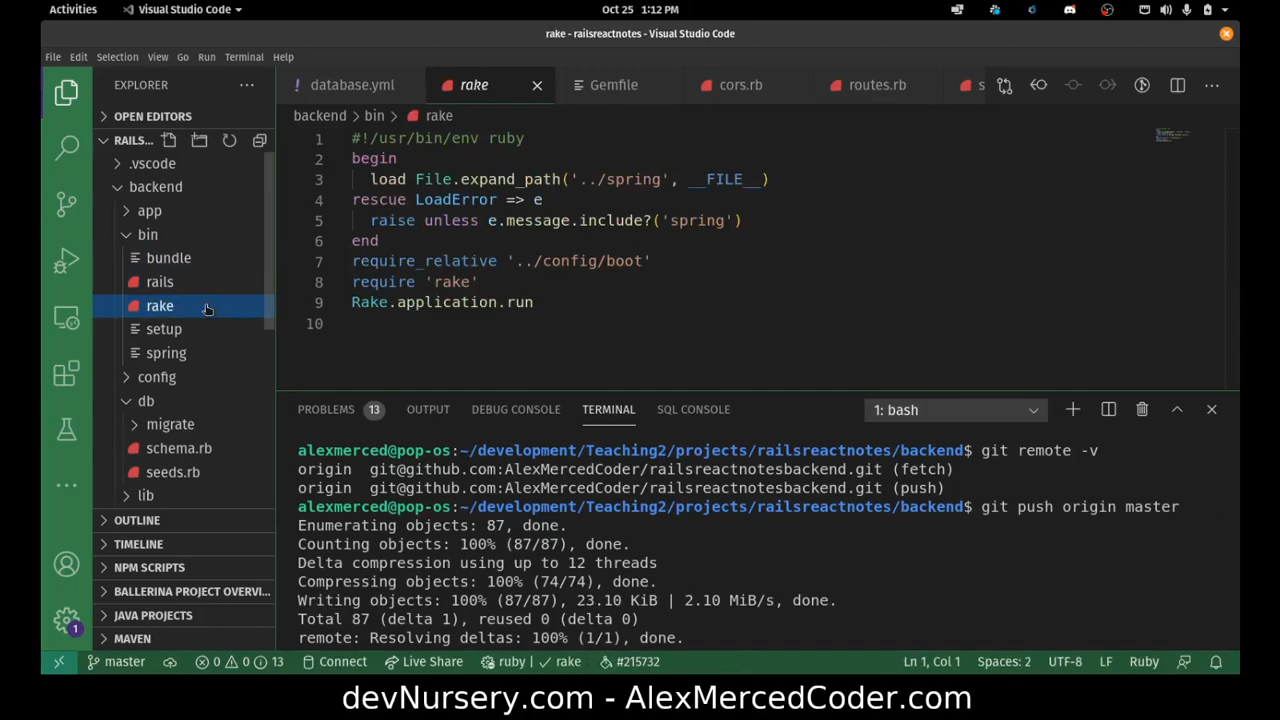 Activities
Visual Studio Code
Oct 25 1:12 PM
rake - railsreactnotes - Visual Studio Code
File Edit Selection View Go Run Terminal Help
EXPLORER
OPEN EDITORS
RAILS...
.vscode
backend
app
bin
bundle
rails
rake
setup
spring
config
db
migrate
schema.rb
seeds.rb
lib
OUTLINE
TIMELINE
NPM SCRIPTS
BALLERINA PROJECT OVERVI...
JAVA PROJECTS
MAVEN
! database.yml rake Gemfile cors.rb routes.rb s
backend > bin > rake
1 #!/usr/bin/env ruby
2 begin
3 load File.expand_path('../spring', __FILE__)
4 rescue LoadError => e
5 raise unless e.message.include?('spring')
6 end
7 require_relative '../config/boot'
8 require 'rake'
9 Rake.application.run
10
PROBLEMS 13 OUTPUT DEBUG CONSOLE TERMINAL SQL CONSOLE 1: bash
alexmerced@pop-os:~/development/Teaching2/projects/railsreactnotes/backend$ git remote -v
origin git@github.com:AlexMercedCoder/railsreactnotesbackend.git (fetch)
origin git@github.com:AlexMercedCoder/railsreactnotesbackend.git (push)
alexmerced@pop-os:~/development/Teaching2/projects/railsreactnotes/backend$ git push origin master
Enumerating objects: 87, done.
Counting objects: 100% (87/87), done.
Delta compression using up to 12 threads
Compressing objects: 100% (74/74), done.
Writing objects: 100% (87/87), 23.10 KiB | 2.10 MiB/s, done.
Total 87 (delta 1), reused 0 (delta 0)
remote: Resolving deltas: 100% (1/1), done.
1
master 0 0 13 Connect Live Share ruby | ✓ rake #215732 Ln 1, Col 1 Spaces: 2 UTF-8 LF Ruby
devNursery.com - AlexMercedCoder.com